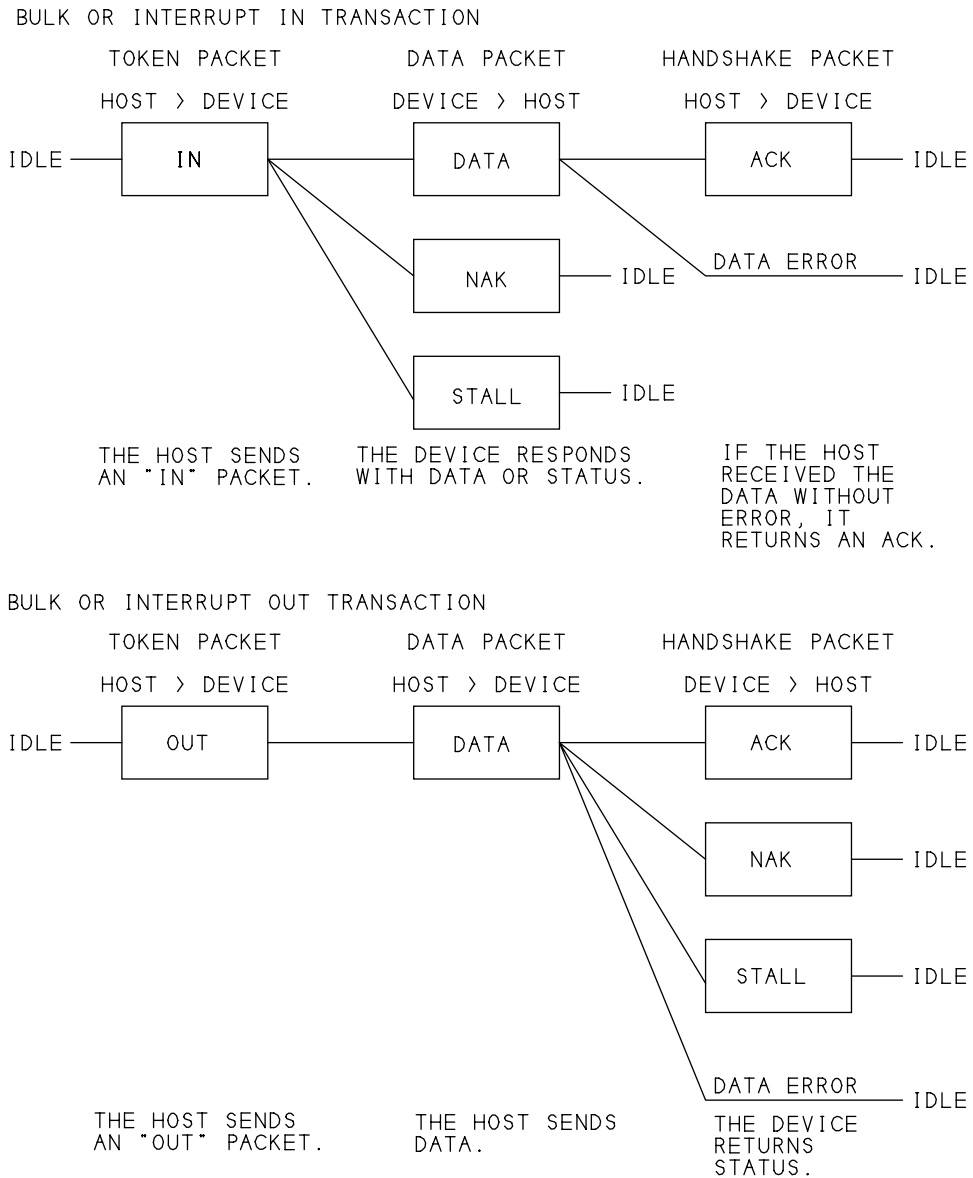 BULK OR INTERRUPT IN TRANSACTION
TOKEN PACKET
DATA PACKET
HANDSHAKE PACKET
HOST > DEVICE
DEVICE > HOST
HOST > DEVICE
IDLE
IN
DATA
ACK
IDLE
DATA ERROR
NAK
IDLE
IDLE
STALL
IDLE
THE HOST SENDS
AN "IN" PACKET.
THE DEVICE RESPONDS
WITH DATA OR STATUS.
IF THE HOST
RECEIVED THE
DATA WITHOUT
ERROR, IT
RETURNS AN ACK.
BULK OR INTERRUPT OUT TRANSACTION
TOKEN PACKET
DATA PACKET
HANDSHAKE PACKET
HOST > DEVICE
HOST > DEVICE
DEVICE > HOST
IDLE
OUT
DATA
ACK
IDLE
NAK
IDLE
STALL
IDLE
DATA ERROR
IDLE
THE HOST SENDS
AN "OUT" PACKET.
THE HOST SENDS
DATA.
THE DEVICE
RETURNS
STATUS.